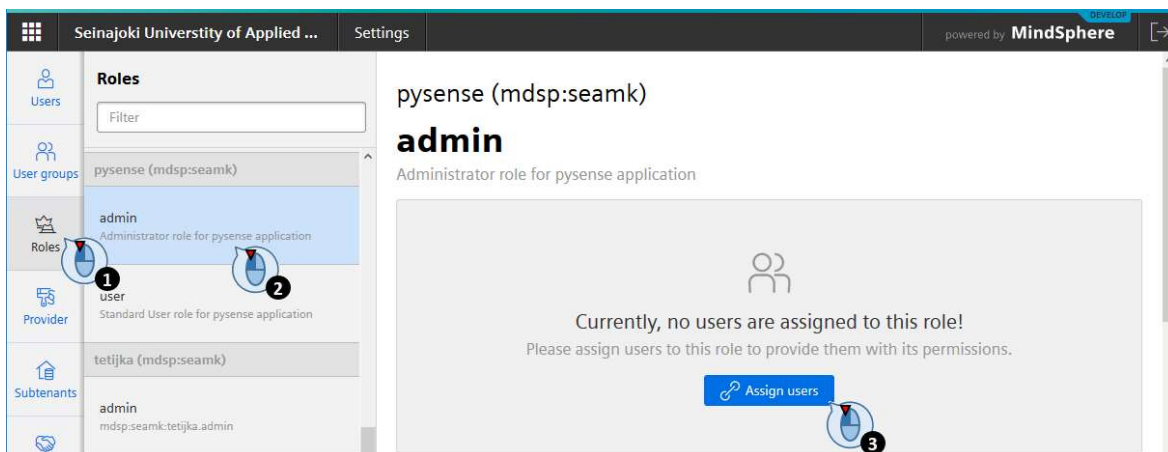 DEVELOP
Seinajoki Universtity of Applied ...
Settings
powered by MindSphere
Users
User groups
Roles
Provider
Subtenants
Roles
Filter
pysense (mdsp:seamk)
admin
Administrator role for pysense application
user
Standard User role for pysense application
tetijka (mdsp:seamk)
admin
mdsp:seamk:tetijka.admin
1
2
pysense (mdsp:seamk)
admin
Administrator role for pysense application
Currently, no users are assigned to this role!
Please assign users to this role to provide them with its permissions.
Assign users
3